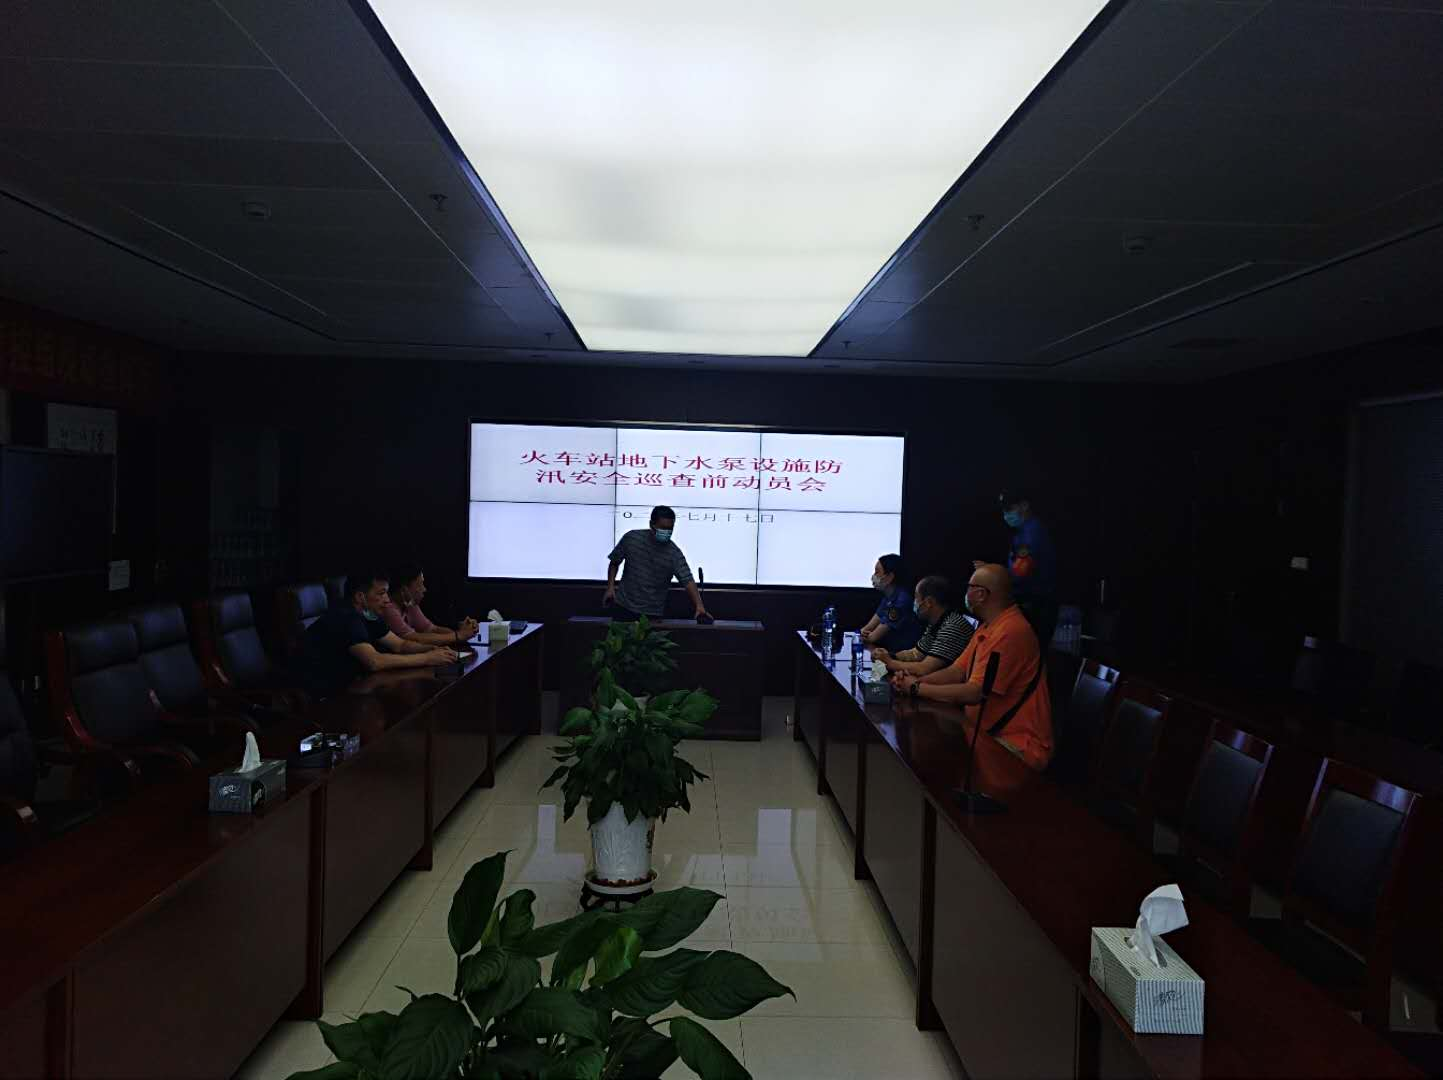 火车站地下水泵设施防
汛安全巡查前动员会
七月十七日